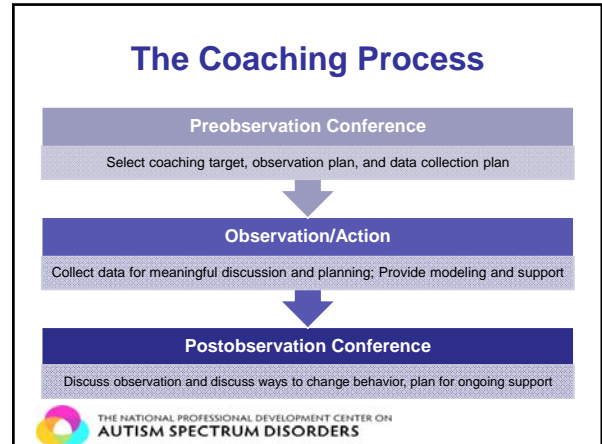 The Coaching Process
Preobservation Conference
Select coaching target, observation plan, and data collection plan
Observation/Action
Collect data for meaningful discussion and planning; Provide modeling and support
Postobservation Conference
Discuss observation and discuss ways to change behavior, plan for ongoing support
THE NATIONAL PROFESSIONAL DEVELOPMENT CENTER ON
AUTISM SPECTRUM DISORDERS